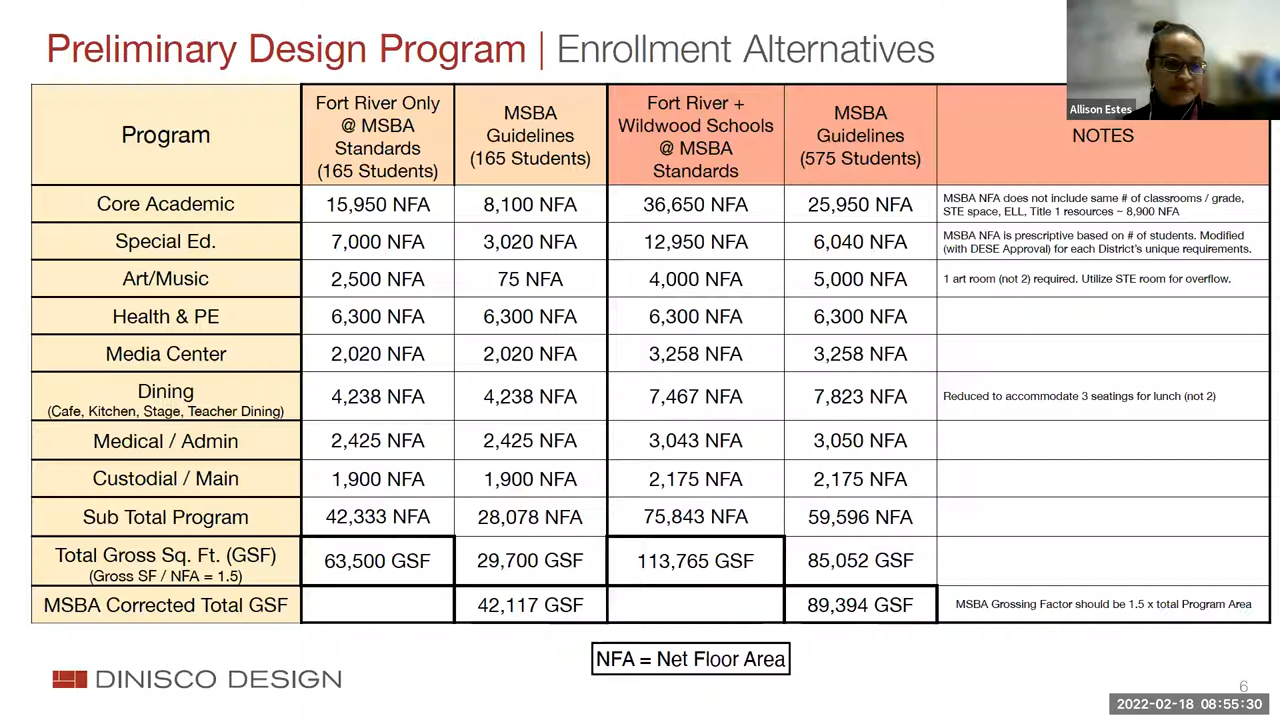 Preliminary Design Program | Enrollment Alternatives
Allison Estes
Program
Fort River Only
@ MSBA
Standards
(165 Students)
MSBA
Guidelines
(165 Students)
Fort River +
Wildwood Schools
@ MSBA
Standards
MSBA
Guidelines
(575 Students)
NOTES
Core Academic
15,950 NFA
8,100 NFA
36,650 NFA
25,950 NFA
MSBA NFA does not include same # of classrooms / grade,
STE space, ELL, Title 1 resources ~ 8,900 NFA
Special Ed.
7,000 NFA
3,020 NFA
12,950 NFA
6,040 NFA
MSBA NFA is prescriptive based on # of students. Modified
(with DESE Approval) for each District's unique requirements.
Art/Music
2,500 NFA
75 NFA
4,000 NFA
5,000 NFA
1 art room (not 2) required. Utilize STE room for overflow.
Health & PE
6,300 NFA
6,300 NFA
6,300 NFA
6,300 NFA
Media Center
2,020 NFA
2,020 NFA
3,258 NFA
3,258 NFA
Dining
(Cafe, Kitchen, Stage, Teacher Dining)
4,238 NFA
4,238 NFA
7,467 NFA
7,823 NFA
Reduced to accommodate 3 seatings for lunch (not 2)
Medical / Admin
2,425 NFA
2,425 NFA
3,043 NFA
3,050 NFA
Custodial / Main
1,900 NFA
1,900 NFA
2,175 NFA
2,175 NFA
Sub Total Program
42,333 NFA
28,078 NFA
75,843 NFA
59,596 NFA
Total Gross Sq. Ft. (GSF)
(Gross SF / NFA = 1.5)
63,500 GSF
29,700 GSF
113,765 GSF
85,052 GSF
MSBA Corrected Total GSF
42,117 GSF
89,394 GSF
MSBA Grossing Factor should be 1.5 x total Program Area
NFA = Net Floor Area
DINISCO DESIGN
6
2022-02-18 08:55:30